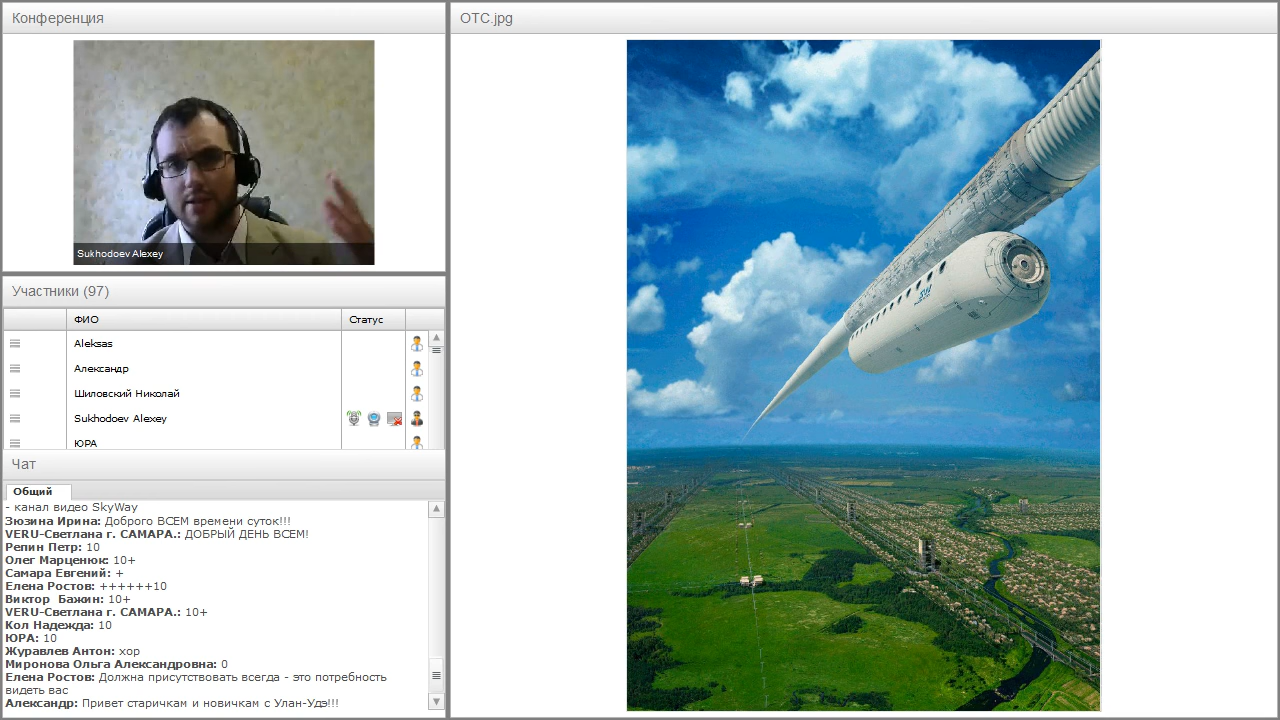 Конференция
Sukhodoev Alexey
Участники (97)
ФИО
Статус
Aleksas
Александр
Шиловский Николай
Sukhodoev Alexey
ЮРА
Чат
Общий
- канал видео SkyWay
Зюзина Ирина: Доброго ВСЕМ времени суток!!!
VERU-Светлана г. САМАРА.: ДОБРЫЙ ДЕНЬ ВСЕМ!
Репин Петр: 10
Олег Марценюк: 10+
Самара Евгений: +
Елена Ростов: ++++++10
Виктор Бажин: 10+
VERU-Светлана г. САМАРА.: 10+
Кол Надежда: 10
ЮРА: 10
Журавлев Антон: хор
Миронова Ольга Александровна: 0
Елена Ростов: Должна присутствовать всегда - это потребность
видеть вас
Александр: Привет старичкам и новичкам с Улан-Удэ!!!
OTC.jpg